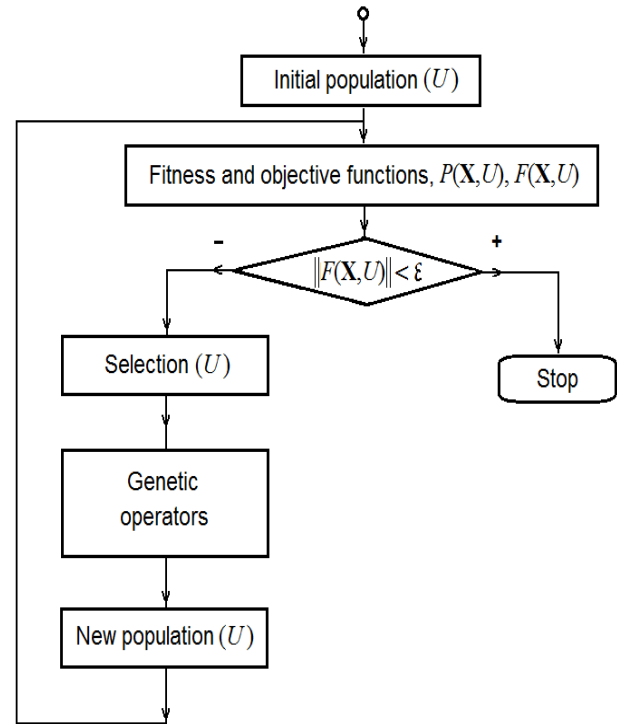 Initial population (U)
Fitness and objective functions, P(X,U), F(X,U)
– +
‖F(X,U)‖ < ε
Selection (U)
Stop
Genetic
operators
New population (U)